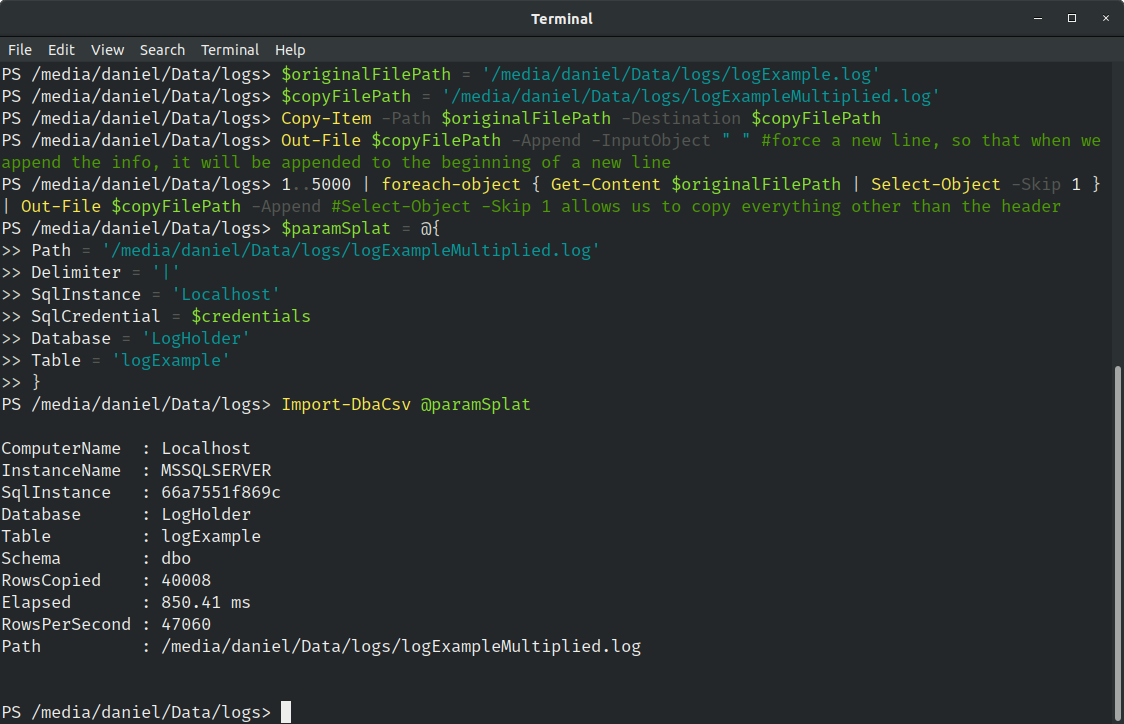 Terminal
File Edit View Search Terminal Help
PS /media/daniel/Data/logs> $originalFilePath = '/media/daniel/Data/logs/logExample.log'
PS /media/daniel/Data/logs> $copyFilePath = '/media/daniel/Data/logs/logExampleMultiplied.log'
PS /media/daniel/Data/logs> Copy-Item -Path $originalFilePath -Destination $copyFilePath
PS /media/daniel/Data/logs> Out-File $copyFilePath -Append -InputObject " " #force a new line, so that when we
append the info, it will be appended to the beginning of a new line
PS /media/daniel/Data/logs> 1..5000 | foreach-object { Get-Content $originalFilePath | Select-Object -Skip 1 }
| Out-File $copyFilePath -Append #Select-Object -Skip 1 allows us to copy everything other than the header
PS /media/daniel/Data/logs> $paramSplat = @{
>> Path = '/media/daniel/Data/logs/logExampleMultiplied.log'
>> Delimiter = '|'
>> SqlInstance = 'Localhost'
>> SqlCredential = $credentials
>> Database = 'LogHolder'
>> Table = 'logExample'
>> }
PS /media/daniel/Data/logs> Import-DbaCsv @paramSplat
ComputerName : Localhost
InstanceName : MSSQLSERVER
SqlInstance : 66a7551f869c
Database : LogHolder
Table : logExample
Schema : dbo
RowsCopied : 40008
Elapsed : 850.41 ms
RowsPerSecond : 47060
Path : /media/daniel/Data/logs/logExampleMultiplied.log
PS /media/daniel/Data/logs>